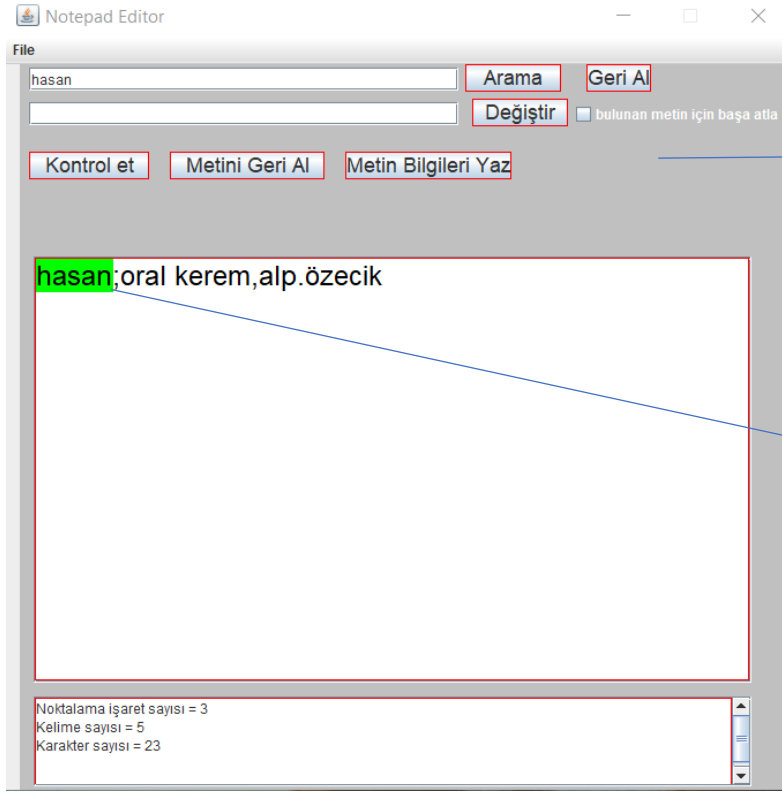 Notepad Editor
File
hasan Arama Geri Al
Değiştir bulunan metin için başa atla
Kontrol et Metini Geri Al Metin Bilgileri Yaz
hasan;oral kerem,alp.özecik
Noktalama işaret sayısı = 3
Kelime sayısı = 5
Karakter sayısı = 23